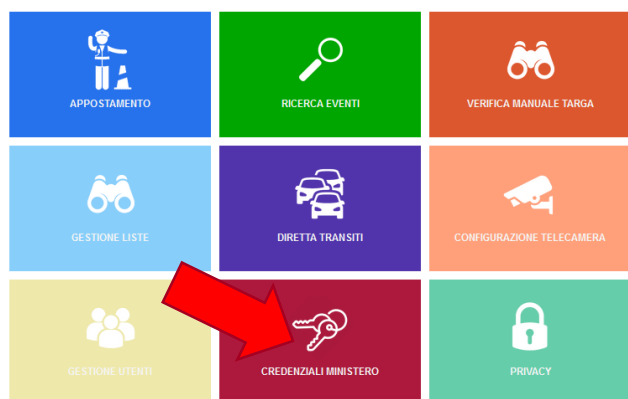 APPOSTAMENTO
RICERCA EVENTI
VERIFICA MANUALE TARGA
GESTIONE LISTE
DIRETTA TRANSITI
CONFIGURAZIONE TELECAMERA
GESTIONE UTENTI
CREDENZIALI MINISTERO
PRIVACY